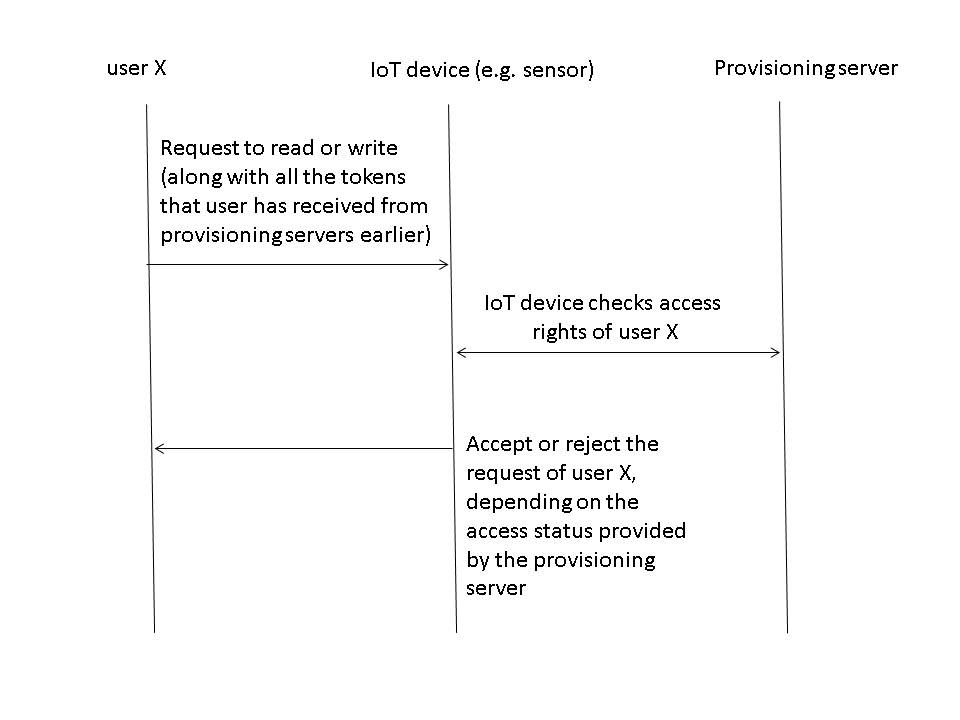 user X
IoT device (e.g. sensor)
Provisioning server
Request to read or write
(along with all the tokens
that user has received from
provisioning servers earlier)
IoT device checks access
rights of user X
Accept or reject the
request of user X,
depending on the
access status provided
by the provisioning
server